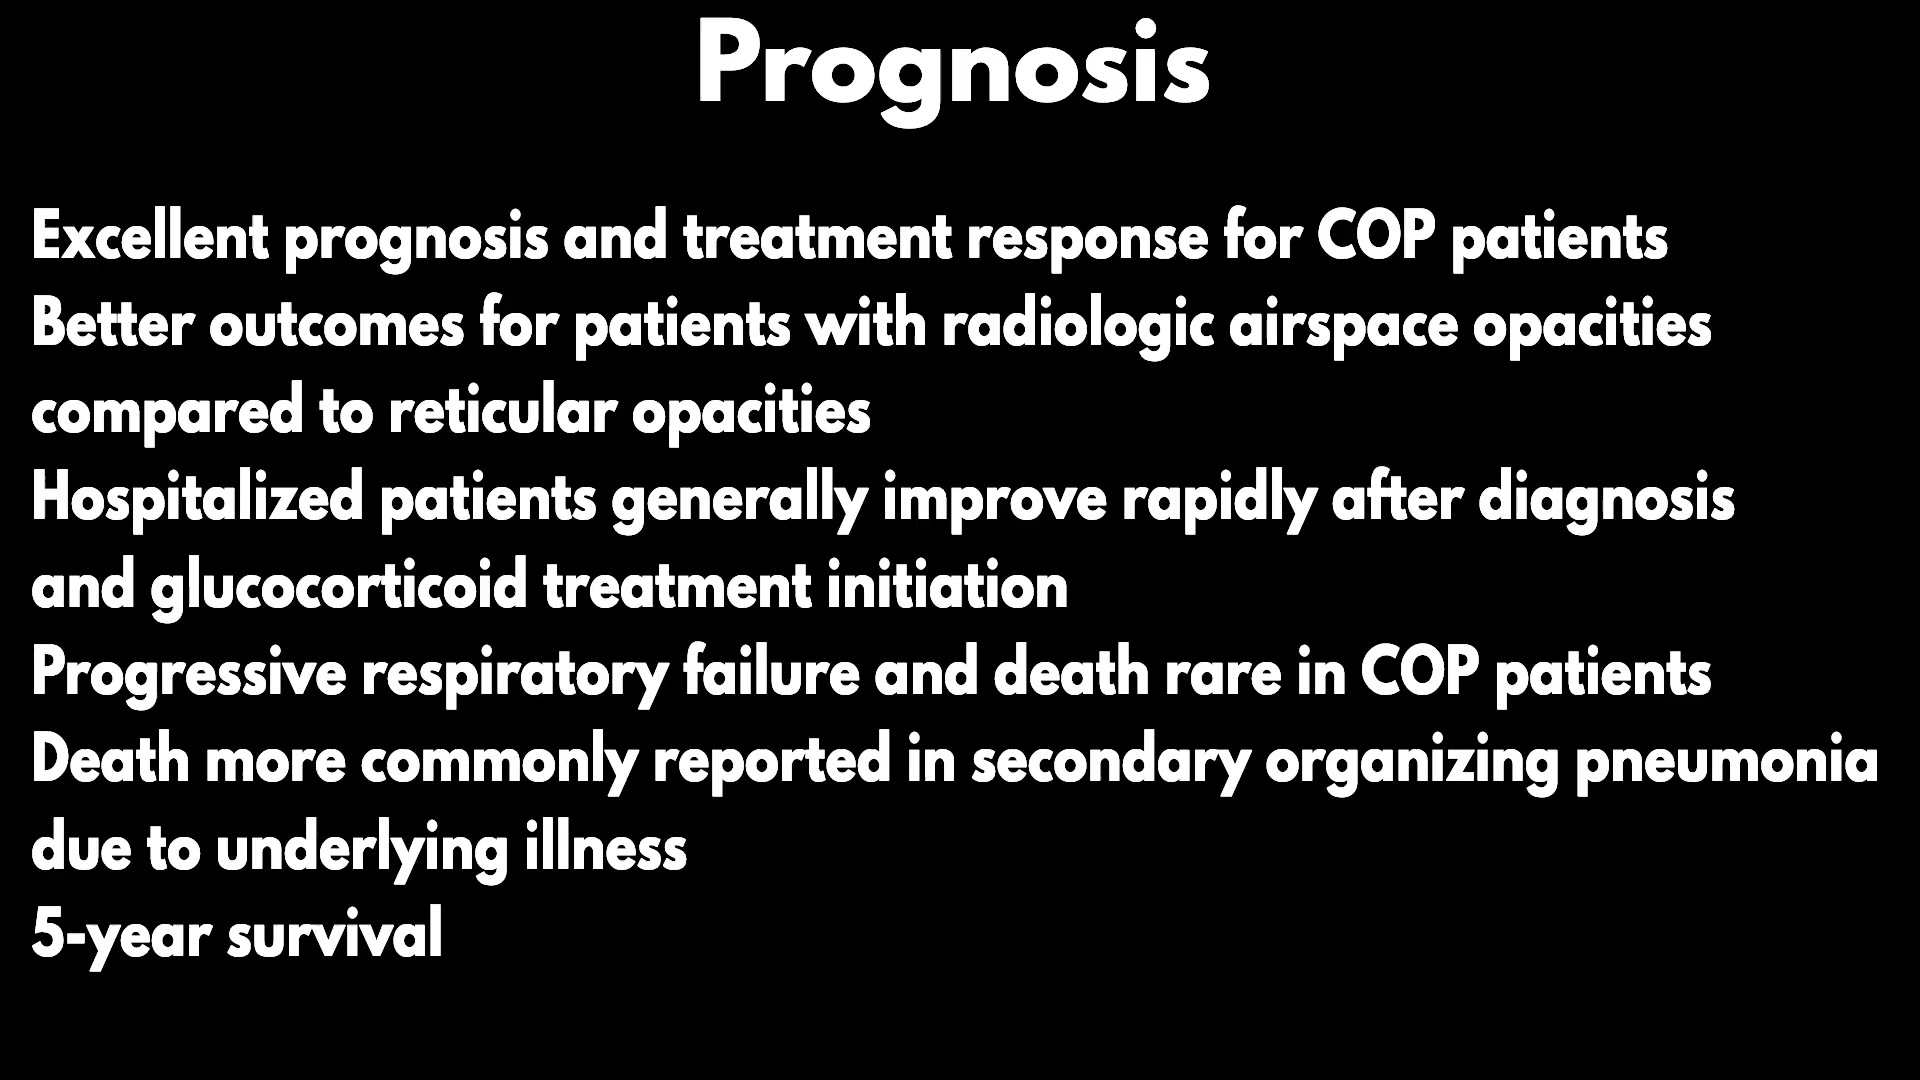 Prognosis
Excellent prognosis and treatment response for COP patients
Better outcomes for patients with radiologic airspace opacities
compared to reticular opacities
Hospitalized patients generally improve rapidly after diagnosis
and glucocorticoid treatment initiation
Progressive respiratory failure and death rare in COP patients
Death more commonly reported in secondary organizing pneumonia
due to underlying illness
5-year survival